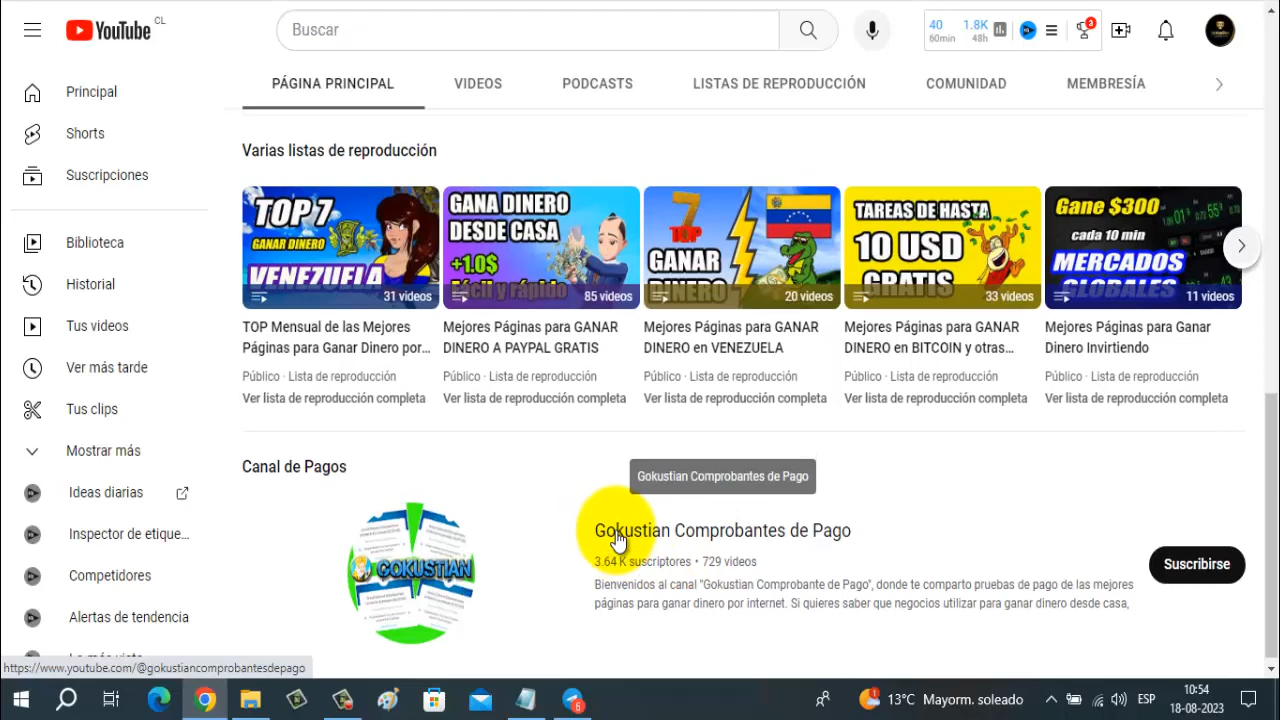 YouTube CL
Buscar
40
60min
1.8K
48h
3
PÁGINA PRINCIPAL
VIDEOS
PODCASTS
LISTAS DE REPRODUCCIÓN
COMUNIDAD
MEMBRESÍA
Principal
Shorts
Suscripciones
Biblioteca
Historial
Tus videos
Ver más tarde
Tus clips
Mostrar más
Ideas diarias
Inspector de etique...
Competidores
Alertas de tendencia
Varias listas de reproducción
TOP 7
GANAR DINERO
VENEZUELA
31 videos
TOP Mensual de las Mejores
Páginas para Ganar Dinero por...
Público · Lista de reproducción
Ver lista de reproducción completa
GANA DINERO
DESDE CASA
+1.0$
Fácil y rápido
85 videos
Mejores Páginas para GANAR
DINERO A PAYPAL GRATIS
Público · Lista de reproducción
Ver lista de reproducción completa
7
TOP
GANAR
DINERO
20 videos
Mejores Páginas para GANAR
DINERO en VENEZUELA
Público · Lista de reproducción
Ver lista de reproducción completa
TAREAS DE HASTA
10 USD
GRATIS
33 videos
Mejores Páginas para GANAR
DINERO en BITCOIN y otras...
Público · Lista de reproducción
Ver lista de reproducción completa
Gane $300
cada 10 min
MERCADOS
GLOBALES
11 videos
Mejores Páginas para Ganar
Dinero Invirtiendo
Público · Lista de reproducción
Ver lista de reproducción completa
Canal de Pagos
GOKUSTIAN
Gokustian Comprobantes de Pago
Gokustian Comprobantes de Pago
3.64 K suscriptores • 729 videos
Bienvenidos al canal "Gokustian Comprobante de Pago", donde te comparto pruebas de pago de las mejores
páginas para ganar dinero por internet. Si quieres saber que negocios utilizar para ganar dinero desde casa,
Suscribirse
https://www.youtube.com/@gokustiancomprobantesdepago
6
13°C Mayorm. soleado
ESP
10:54
18-08-2023